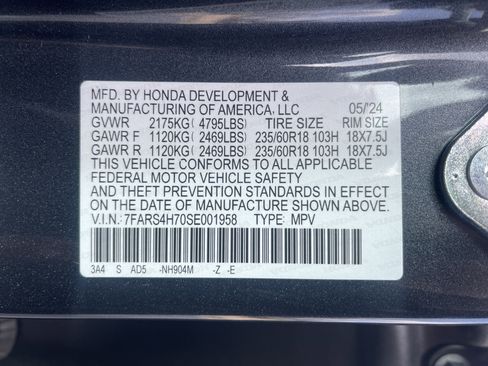 MFD. BY HONDA DEVELOPMENT &
MANUFACTURING OF AMERICA, LLC 05/'24
GVWR 2175KG ( 4795LBS) TIRE SIZE RIM SIZE
GAWR F 1120KG ( 2469LBS) 235/60R18 103H 18X7.5J
GAWR R 1120KG ( 2469LBS) 235/60R18 103H 18X7.5J
THIS VEHICLE CONFORMS TO ALL APPLICABLE
FEDERAL MOTOR VEHICLE SAFETY
AND THEFT PREVENTION STANDARDS IN EFFECT
ON THE DATE OF MANUFACTURE SHOWN ABOVE.
V.I.N.: 7FARS4H70SE001958 TYPE: MPV
3A4 S AD5 -NH904M -Z -E